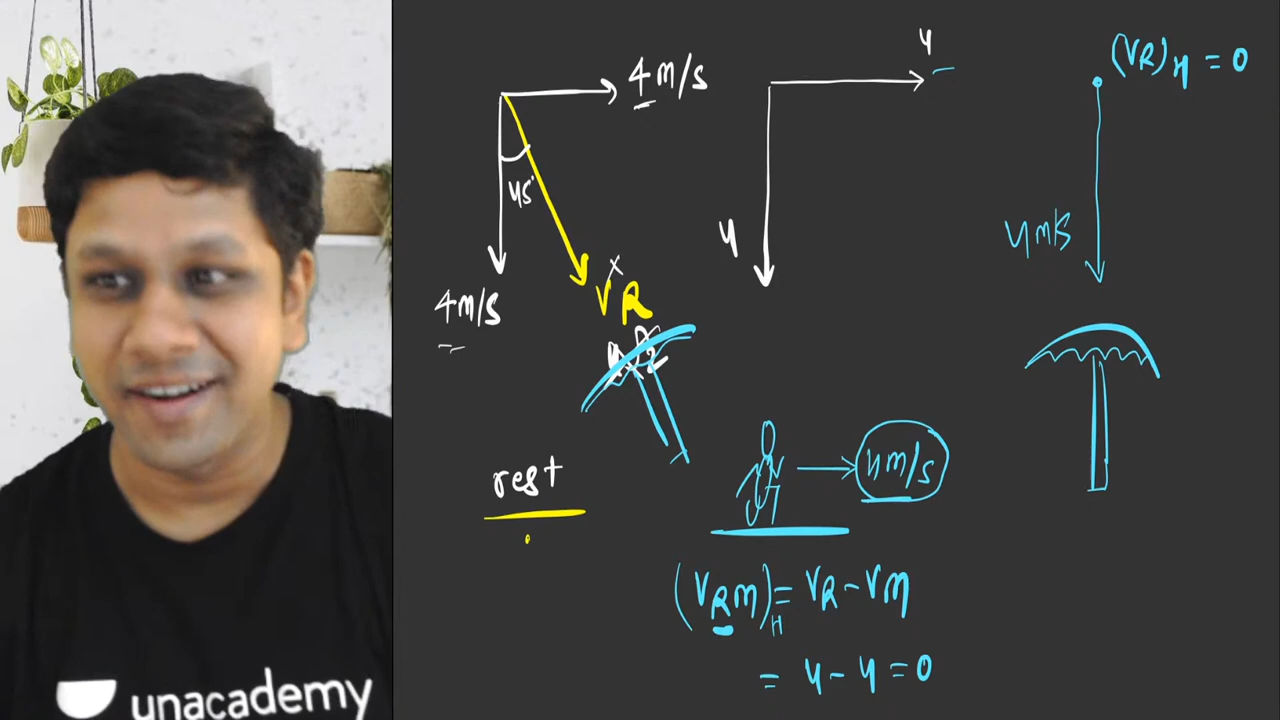 4m/s
45°
4m/s
VR
rest
4
4
4m/s
(VRM)H = VR - VM
= 4 - 4 = 0
(VR)H = 0
4m/s
unacademy